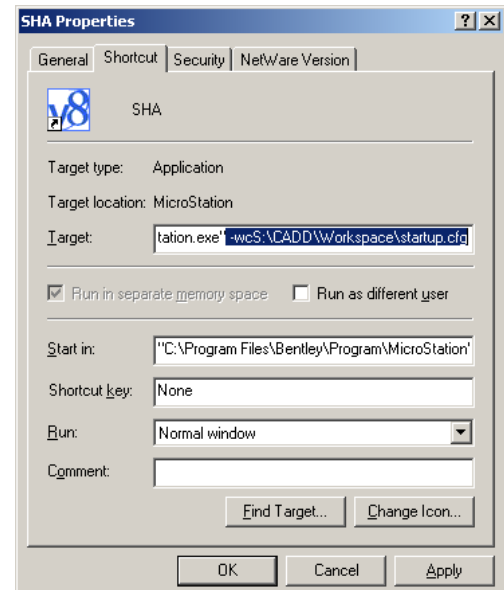 SHA Properties
General Shortcut Security NetWare Version
v8 SHA
Target type: Application
Target location: MicroStation
Target: tation.exe" -wcS:\CADD\Workspace\startup.cfg
Run in separate memory space Run as different user
Start in: "C:\Program Files\Bentley\Program\MicroStation"
Shortcut key: None
Run: Normal window
Comment:
Find Target... Change Icon...
OK Cancel Apply